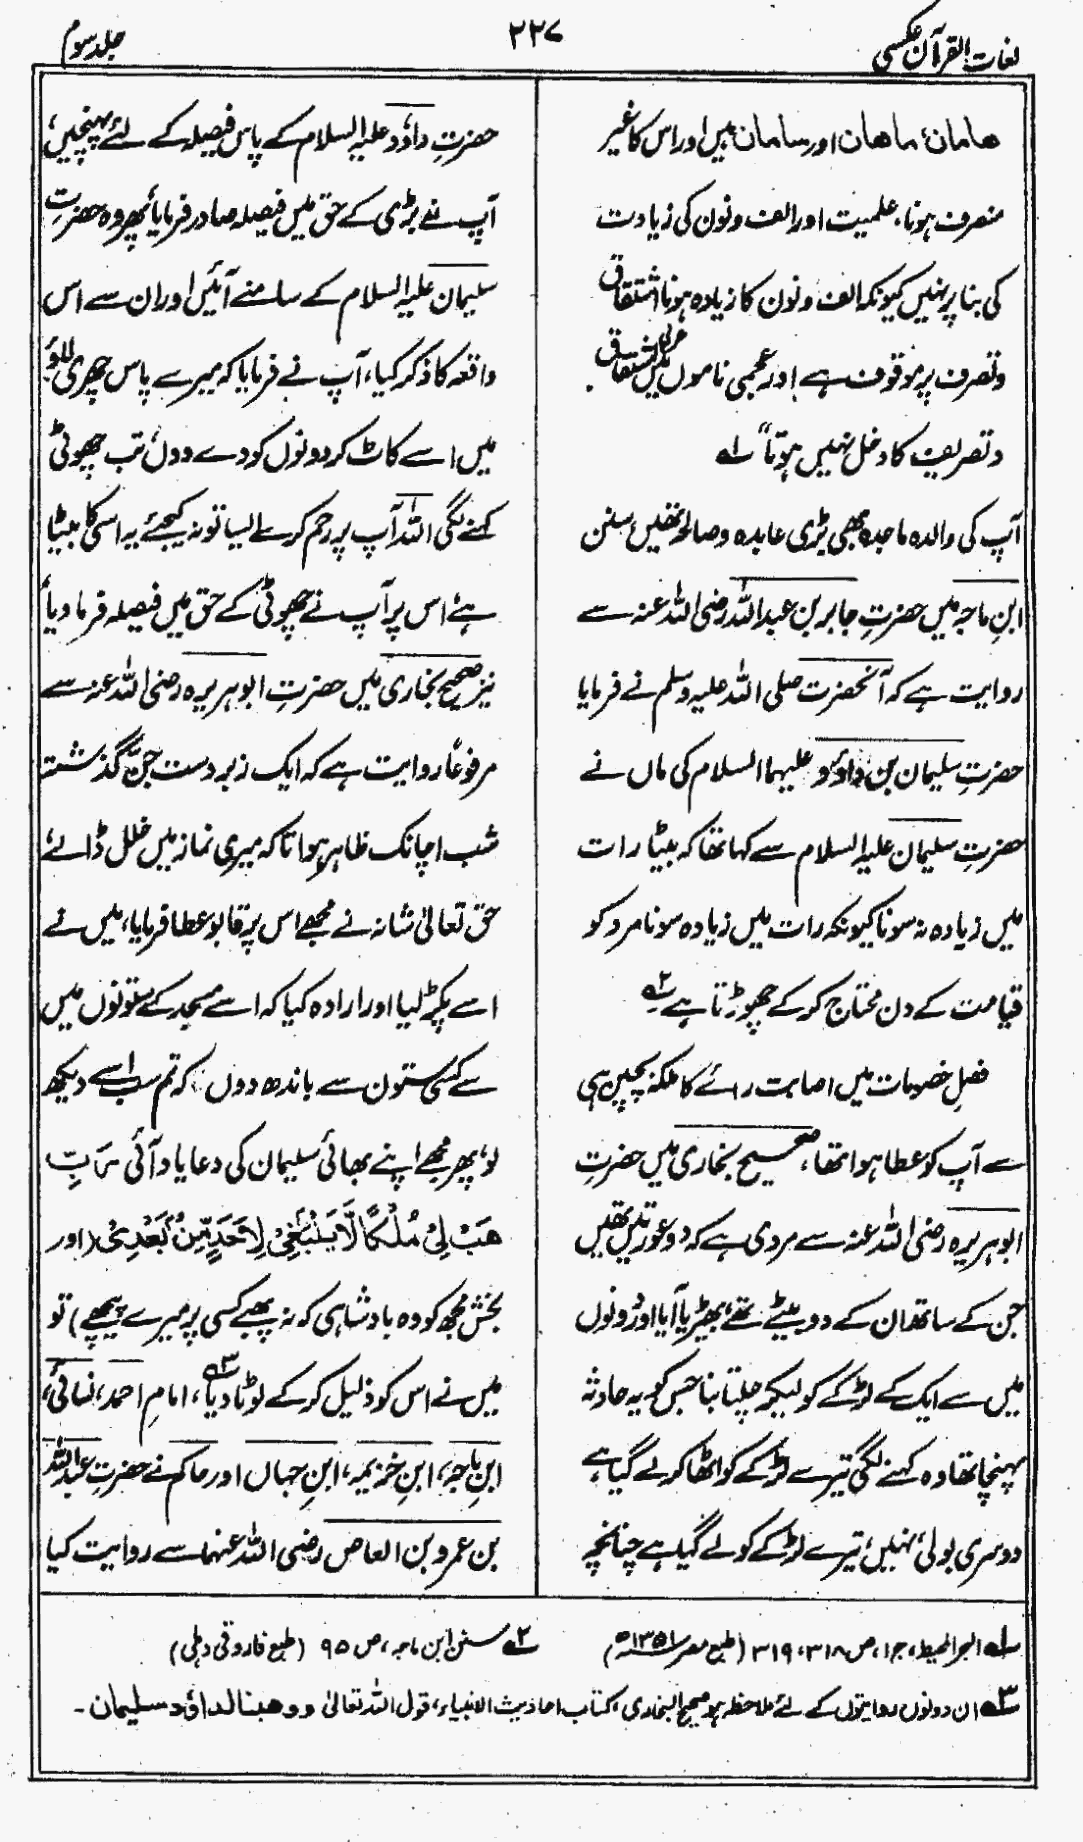 لغات القرآن عکسی
۲۲۷
جلد سوم
هامان، ماهان اور سامان ہیں اور اس کا غیر
منصرف ہونا، علمیت اور الف و نون کی زیادت
کی بنا پر نہیں کیونکہ الف و نون کا زیادہ ہونا اشتقاق
و تصرف پر موقوف ہے اور عجمی ناموں میں اشتقاق
و تصریف کا دخل نہیں ہوتا" لہ
آپ کی والدہ ماجدہ بھی بڑی عابدہ و صالحہ تھیں، سنن
ابنِ ماجہ میں حضرتِ جابر بن عبداللہ رضی اللہ عنہ سے
روایت ہے کہ آنحضرت صلی اللہ علیہ وسلم نے فرمایا
حضرتِ سلیمان بن داؤد علیہما السلام کی ماں نے
حضرتِ سلیمان علیہ السلام سے کہا تھا کہ بیٹا رات
میں زیادہ نہ سونا کیونکہ رات میں زیادہ سونا مرد کو
قیامت کے دن محتاج کر کے چھوڑتا ہے ۲ہ
فصلِ خصومات میں اصابت رائے کا ملکہ بچپن ہی
سے آپ کو عطا ہوا تھا، صحیح بخاری میں حضرتِ
ابوہریرہ رضی اللہ عنہ سے مروی ہے کہ دو عورتیں تھیں
جن کے ساتھ ان کے دو بیٹے تھے، بھیڑیا آیا اور دونوں
میں سے ایک کے لڑکے کو لیکر چلتا بنا جس کو یہ حادثہ
پہنچا تھا وہ کہنے لگی تیرے لڑکے کو اٹھا کر لے گیا ہے
دوسری بولی، نہیں، تیرے لڑکے کو لے گیا ہے چنانچہ
حضرتِ داؤد علیہ السلام کے پاس فیصلہ کے لئے پہنچیں،
آپ نے بڑی کے حق میں فیصلہ صادر فرمایا، پھر وہ حضرتِ
سلیمان علیہ السلام کے سامنے آئیں اور ان سے اس
واقعہ کا ذکر کیا، آپ نے فرمایا کہ میرے پاس چھری لاؤ
میں اسے کاٹ کر دونوں کو دے دوں، تب چھوٹی
کہنے لگی اللہ آپ پر رحم کرے ایسا تو نہ کیجئے یہ اسی کا بیٹا
ہے، اس پر آپ نے چھوٹی کے حق میں فیصلہ فرما دیا،
نیز صحیح بخاری میں حضرتِ ابو ہریرہ رضی اللہ عنہ سے
مرفوعًا روایت ہے کہ ایک زبردست جن گذشتہ
شب اچانک ظاہر ہوا تاکہ میری نماز میں خلل ڈالے،
حق تعالیٰ شانہ نے مجھے اس پر قابو عطا فرمایا، میں نے
اسے پکڑ لیا اور ارادہ کیا کہ اسے مسجد کے ستونوں میں
سے کسی ستون سے باندھ دوں، کہ تم سب اسے دیکھ
لو، پھر مجھے اپنے بھائی سلیمان کی دعا یاد آئی رَبِّ
هَبْ لِیْ مُلْكًا لَّا یَنْۢبَغِیْ لِاَحَدٍ مِّنْۢ بَعْدِیْ (اور
بخش مجھ کو وہ بادشاہی کہ نہ پھبے کسی پر میرے پیچھے) تو
میں نے اس کو ذلیل کر کے لوٹا دیا ۳ہ، امامِ احمد، نسائی،
ابنِ ماجہ، ابنِ خزیمہ، ابنِ حبان اور حاکم نے حضرتِ عبداللہ
بن عمرو بن العاص رضی اللہ عنہما سے روایت کیا
لہ البحر المحیط، ج۱، ص ۳۱۸، ۳۱۹ (طبع مصر ۱۳۵۱ھ) ۲ہ سنن ابن ماجہ، ص ۹۵ (طبع فاروقی دہلی)
۳ہ ان دونوں روایتوں کے لئے ملاحظہ ہو صحیح البخاری، کتاب احادیث الانبیاء، قول اللہ تعالیٰ ووهبنا لداؤد سلیمان۔